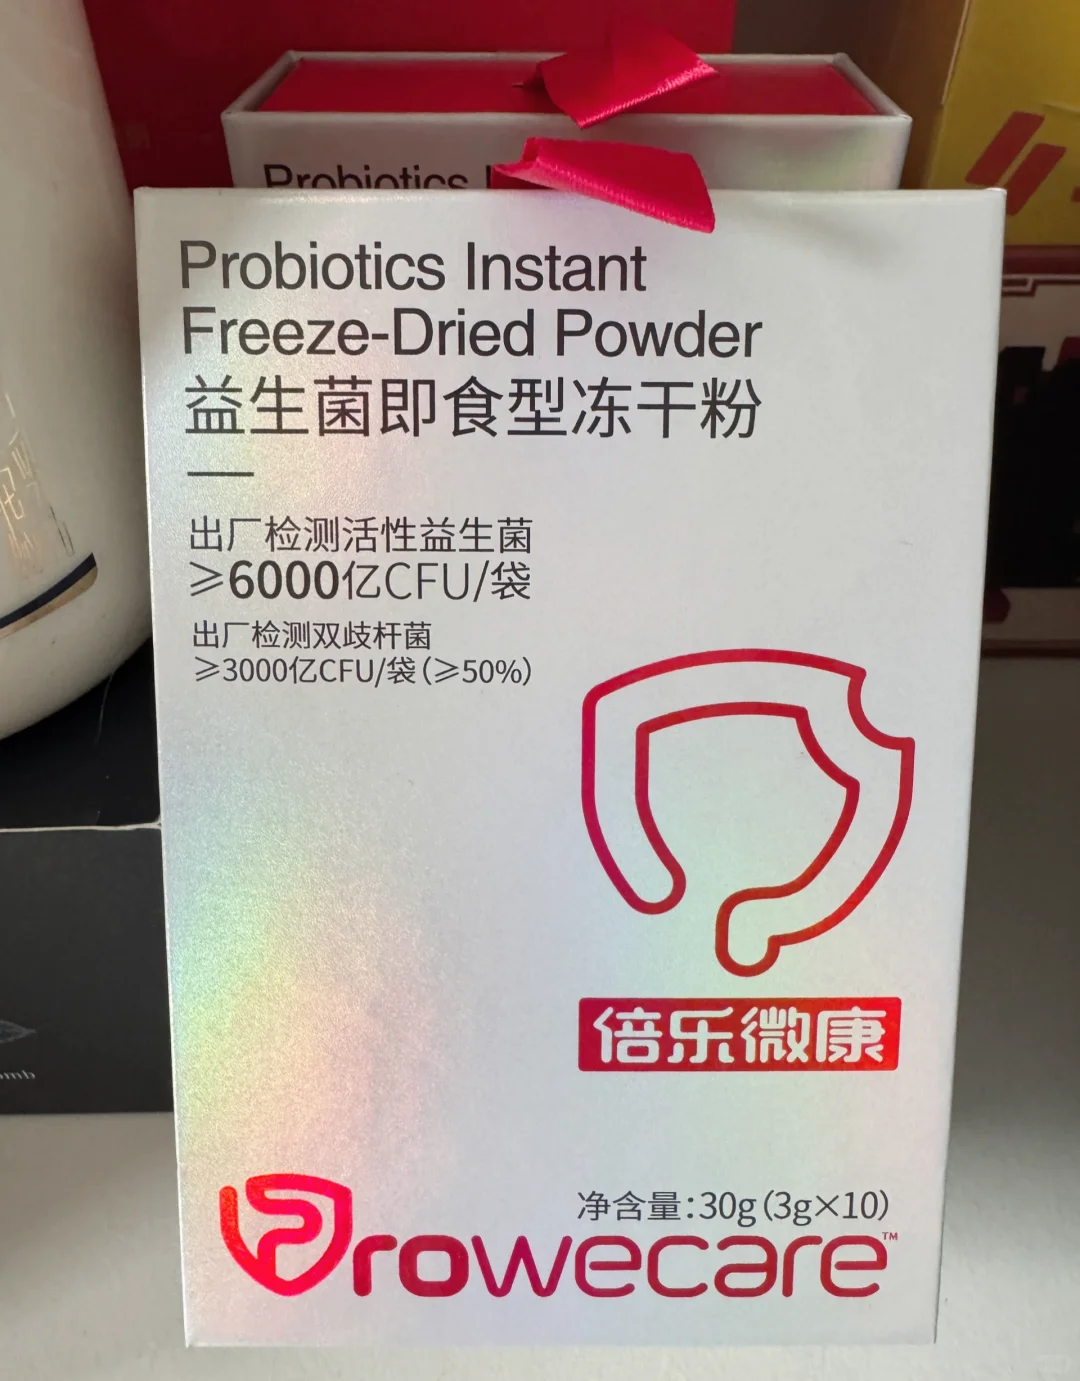 Probiotics
Probiotics Instant
Freeze-Dried Powder
益生菌即食型冻干粉
出厂检测活性益生菌
≥6000亿CFU/袋
出厂检测双歧杆菌
≥3000亿CFU/袋(≥50%)
倍乐微康
净含量:30g(3g×10)
Prowecare™